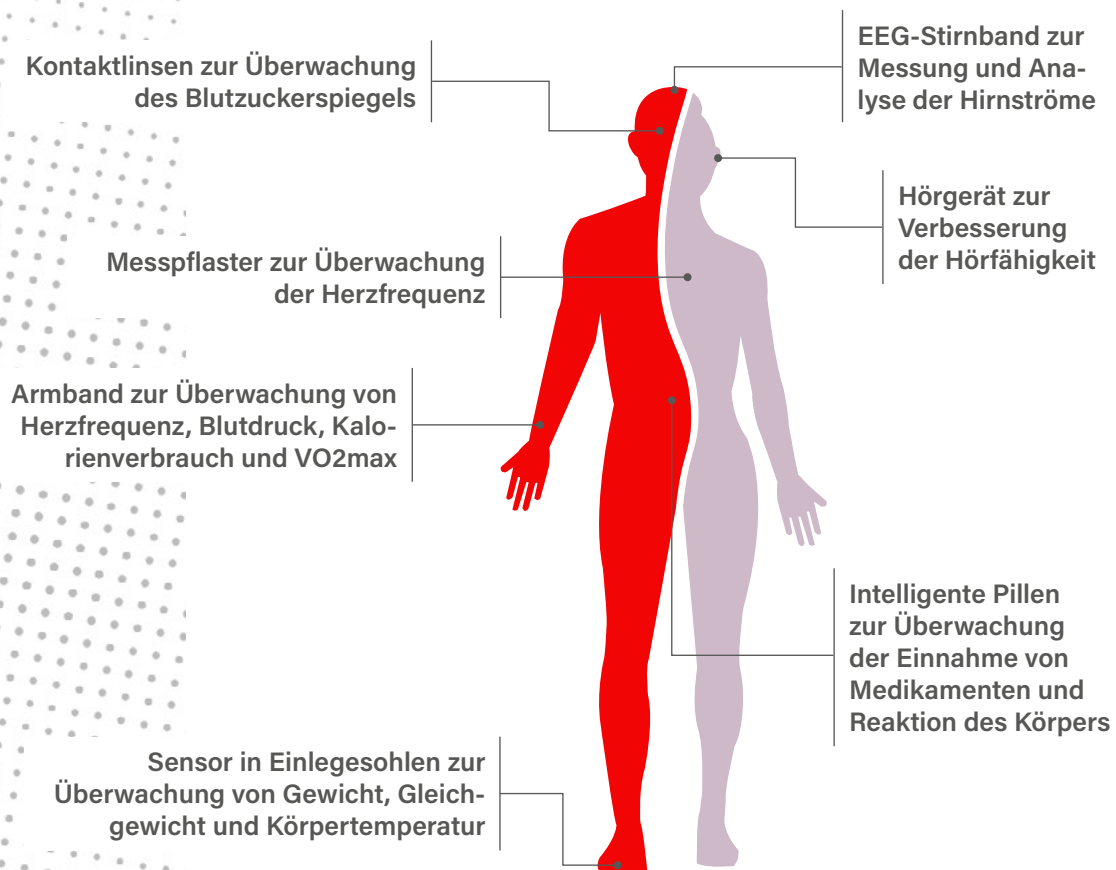 Kontaktlinsen zur Überwachung
des Blutzuckerspiegels
EEG-Stirnband zur
Messung und Ana-
lyse der Hirnströme
Hörgerät zur
Verbesserung
der Hörfähigkeit
Messpflaster zur Überwachung
der Herzfrequenz
Armband zur Überwachung von
Herzfrequenz, Blutdruck, Kalo-
rienverbrauch und VO2max
Intelligente Pillen
zur Überwachung
der Einnahme von
Medikamenten und
Reaktion des Körpers
Sensor in Einlegesohlen zur
Überwachung von Gewicht, Gleich-
gewicht und Körpertemperatur